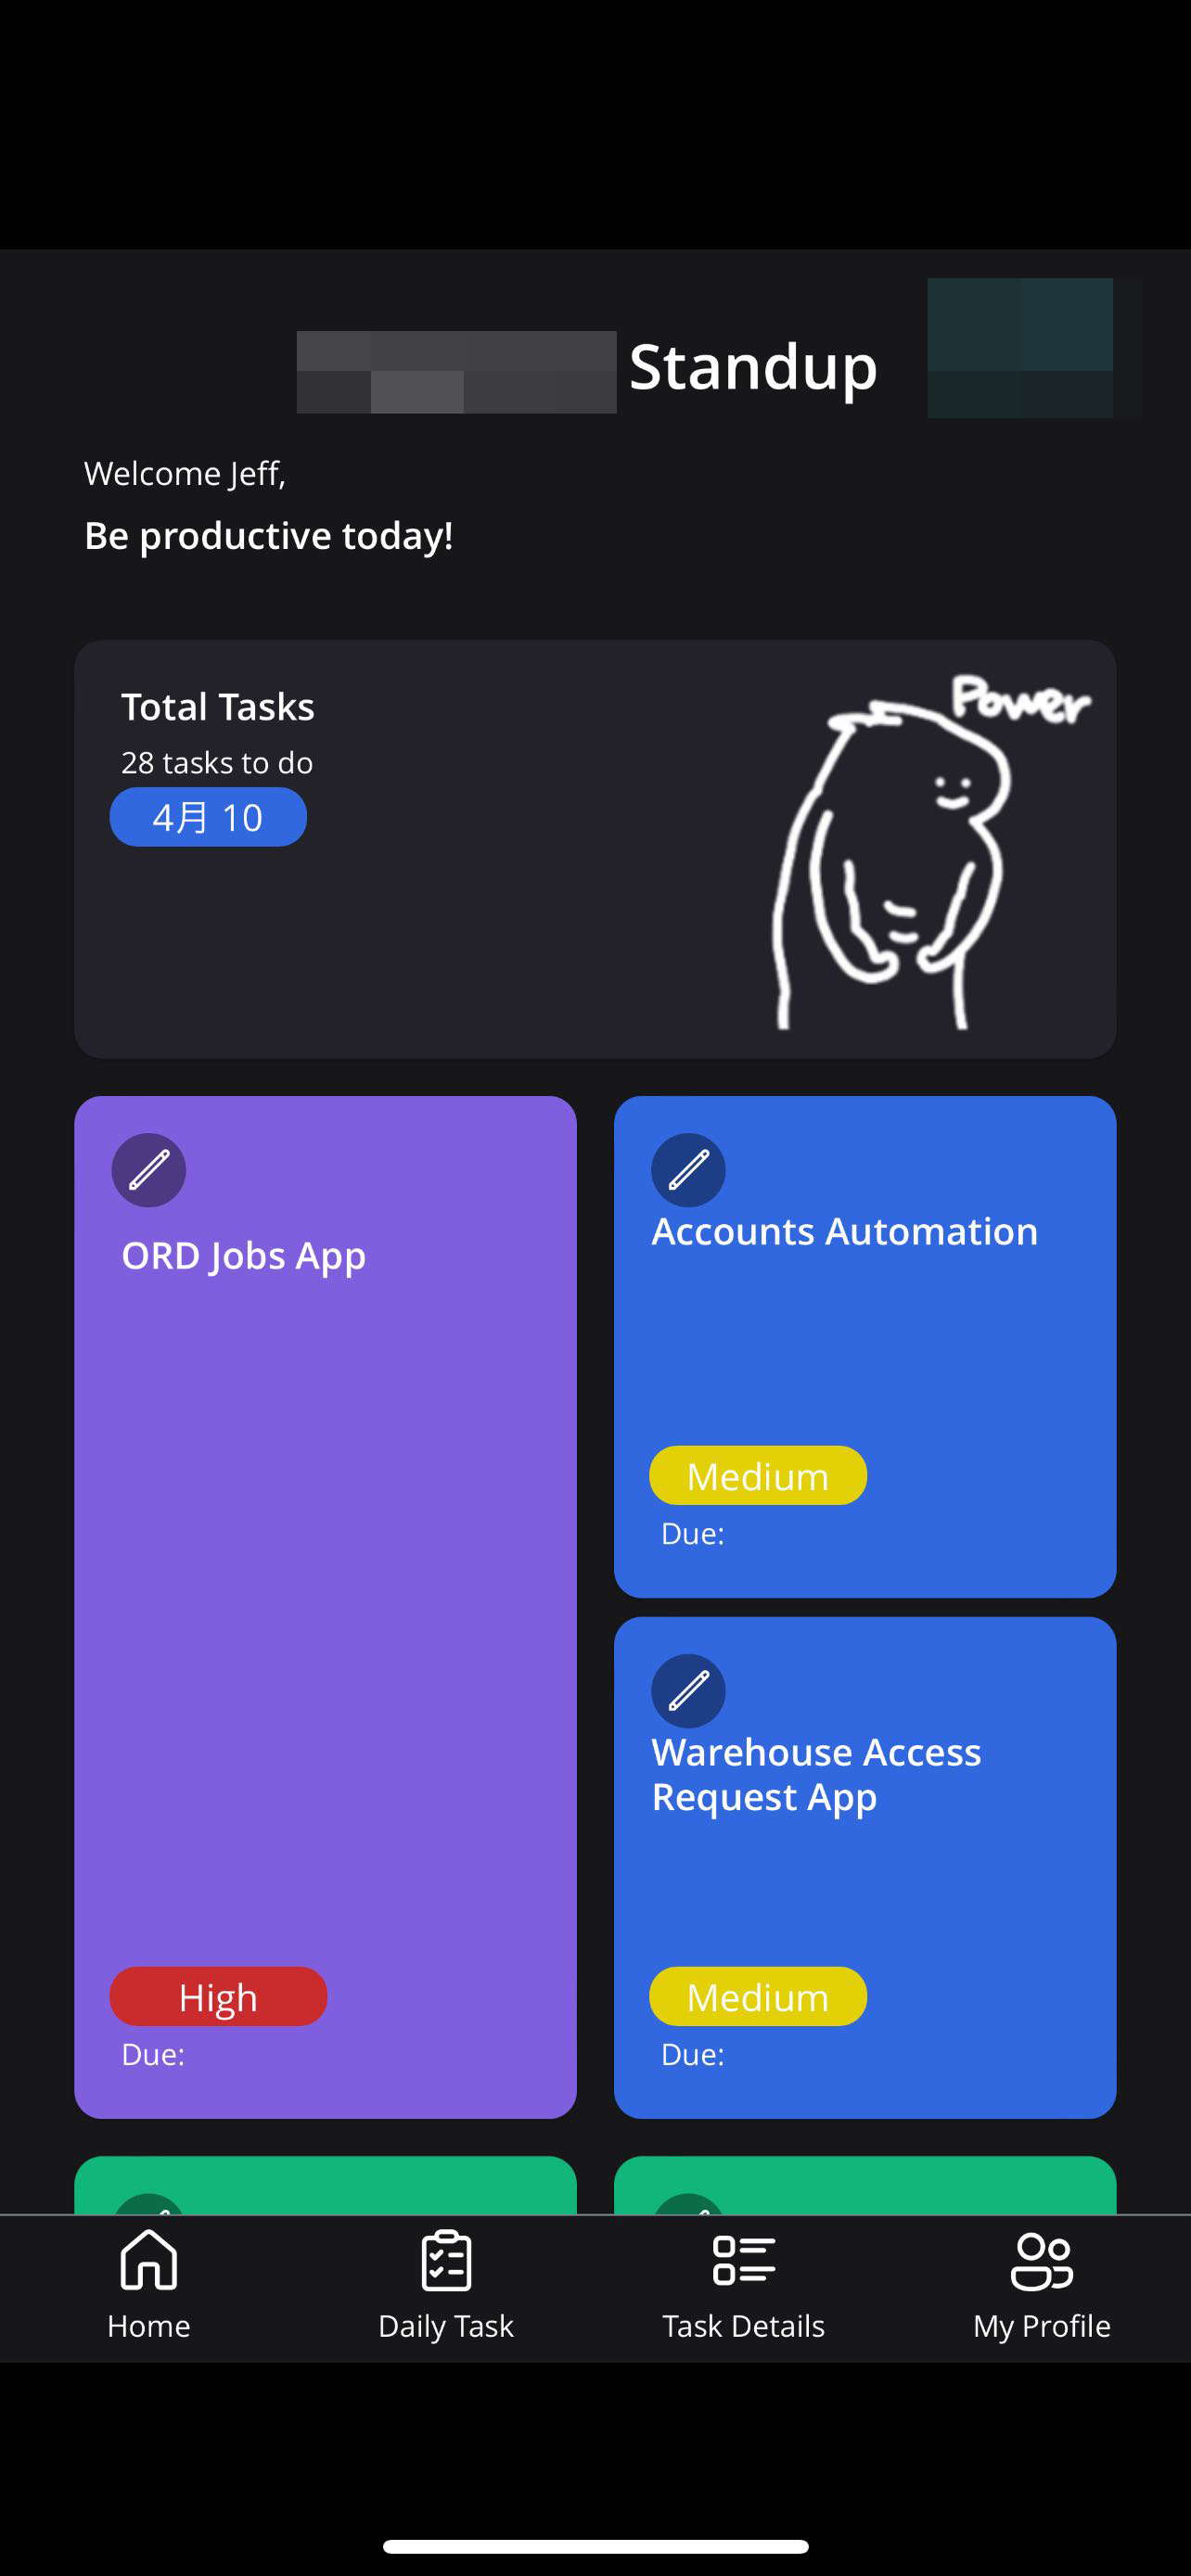 Standup
Welcome Jeff,
Be productive today!
Power
Total Tasks
28 tasks to do
4月 10
ORD Jobs App
High
Due:
Accounts Automation
Medium
Due:
Warehouse Access
Request App
Medium
Due:
Home
Daily Task
Task Details
My Profile